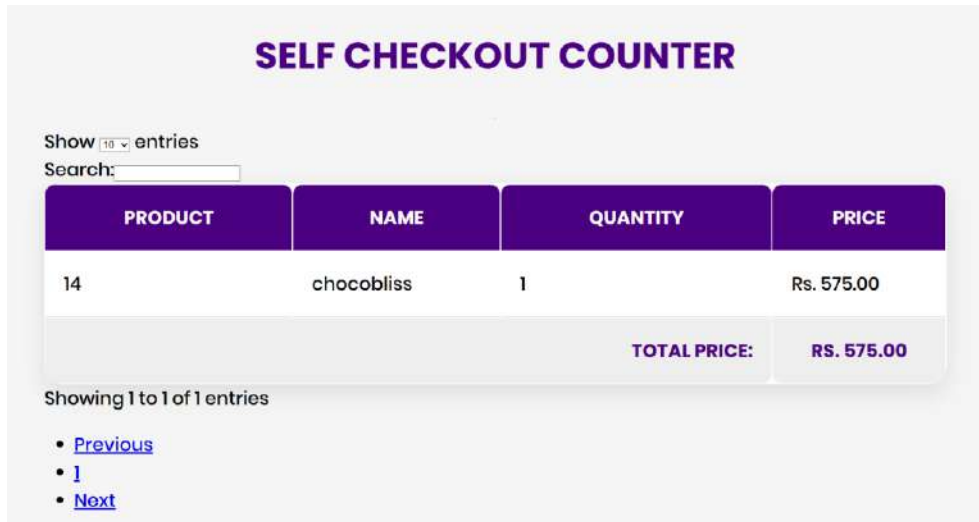 SELF CHECKOUT COUNTER
Show 10 entries
Search:
PRODUCT NAME QUANTITY PRICE
14 chocobliss 1 Rs. 575.00
TOTAL PRICE: RS. 575.00
Showing 1 to 1 of 1 entries
• Previous
• 1
• Next